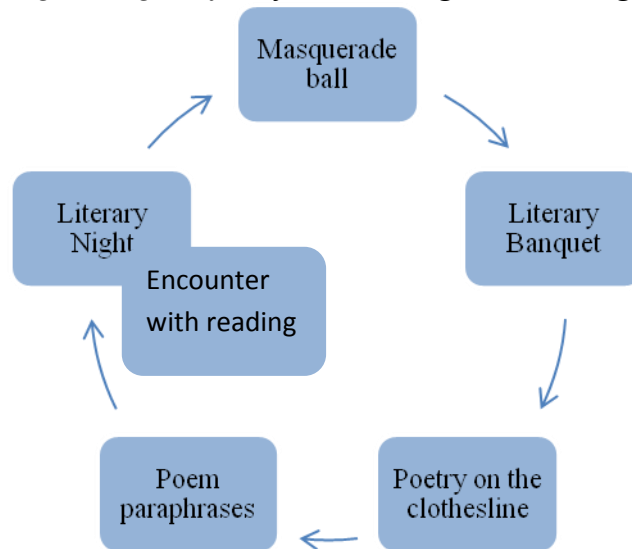 Masquerade
ball
Literary
Banquet
Poetry on the
clothesline
Poem
paraphrases
Literary
Night
Encounter
with reading